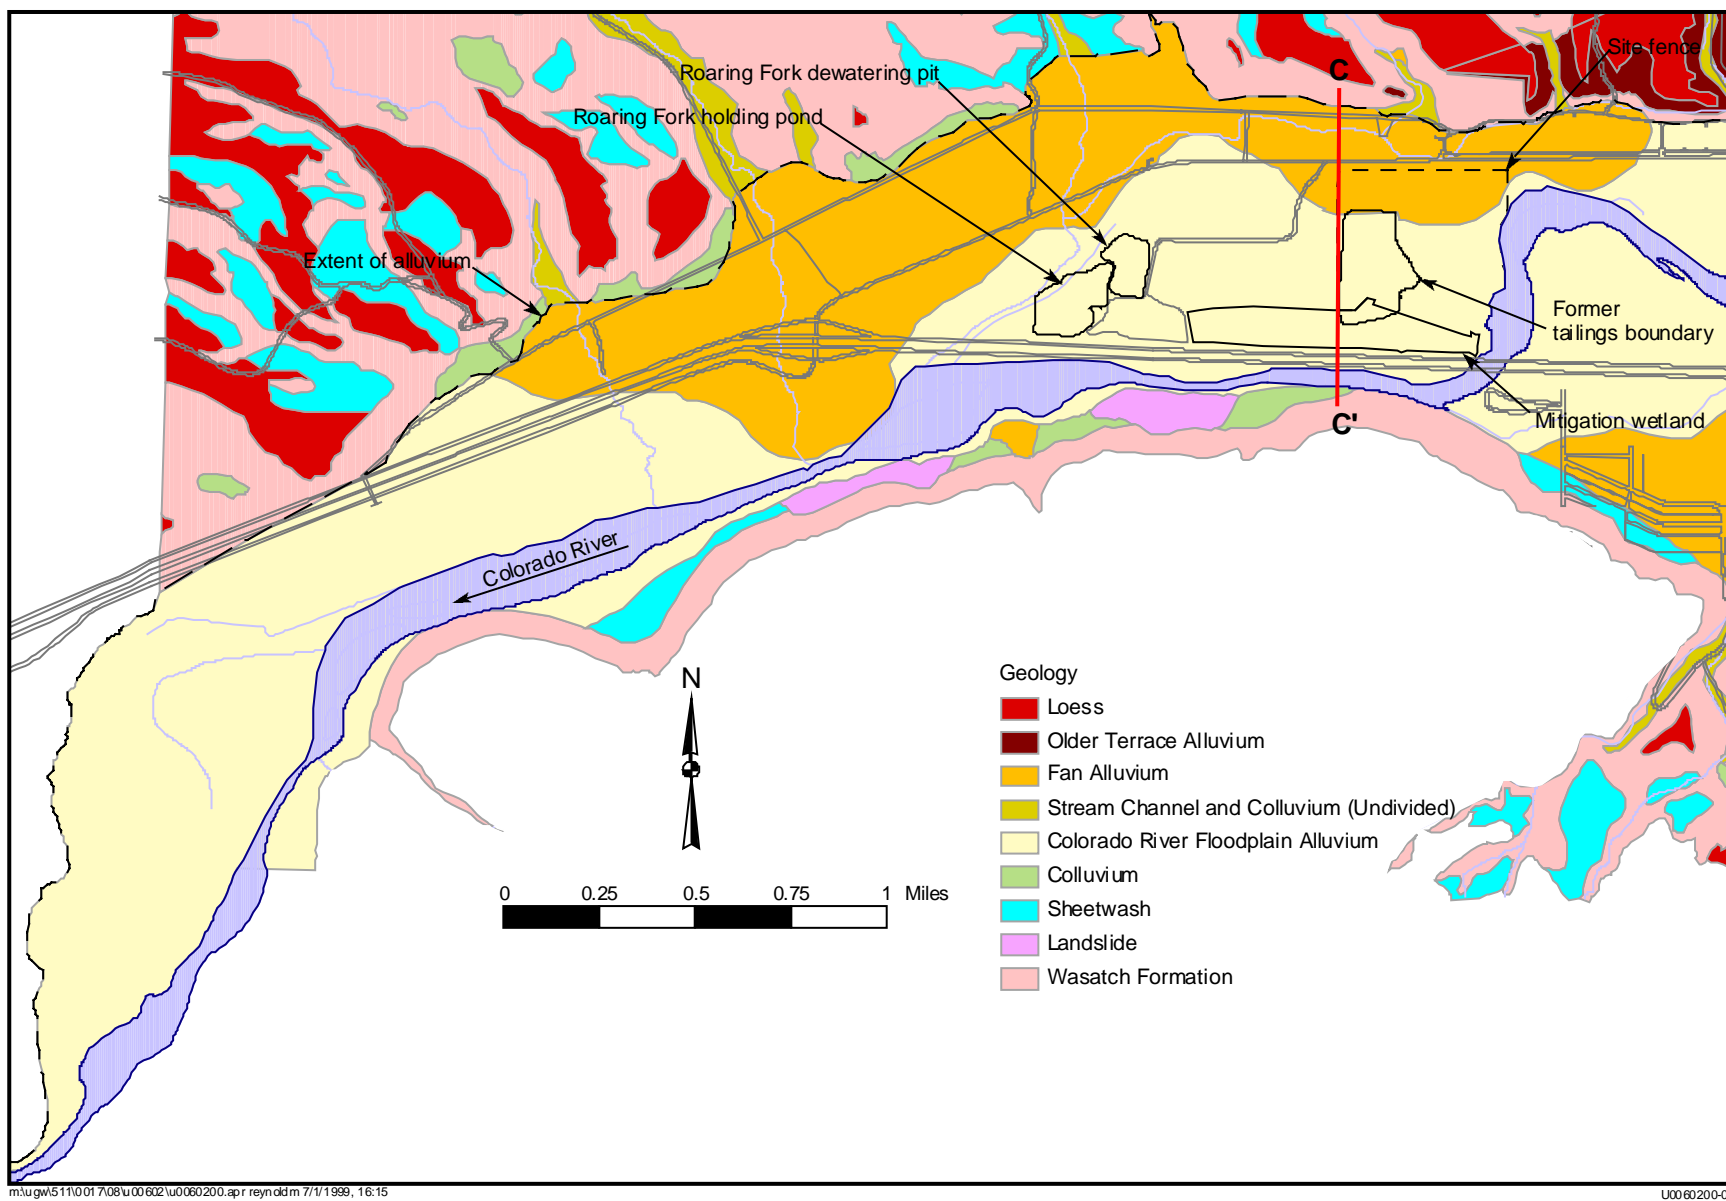 Site fence
C
Roaring Fork dewatering pit
Roaring Fork holding pond
Extent of alluvium
Former
tailings boundary
C'
Mitigation wetland
Colorado River
N
Geology
Loess
Older Terrace Alluvium
Fan Alluvium
Stream Channel and Colluvium (Undivided)
Colorado River Floodplain Alluvium
Colluvium
Sheetwash
Landslide
Wasatch Formation
0 0.25 0.5 0.75 1 Miles
m:\ugw\511\0017\08\u00602\u0060200.apr reynoldm 7/1/1999, 16:15